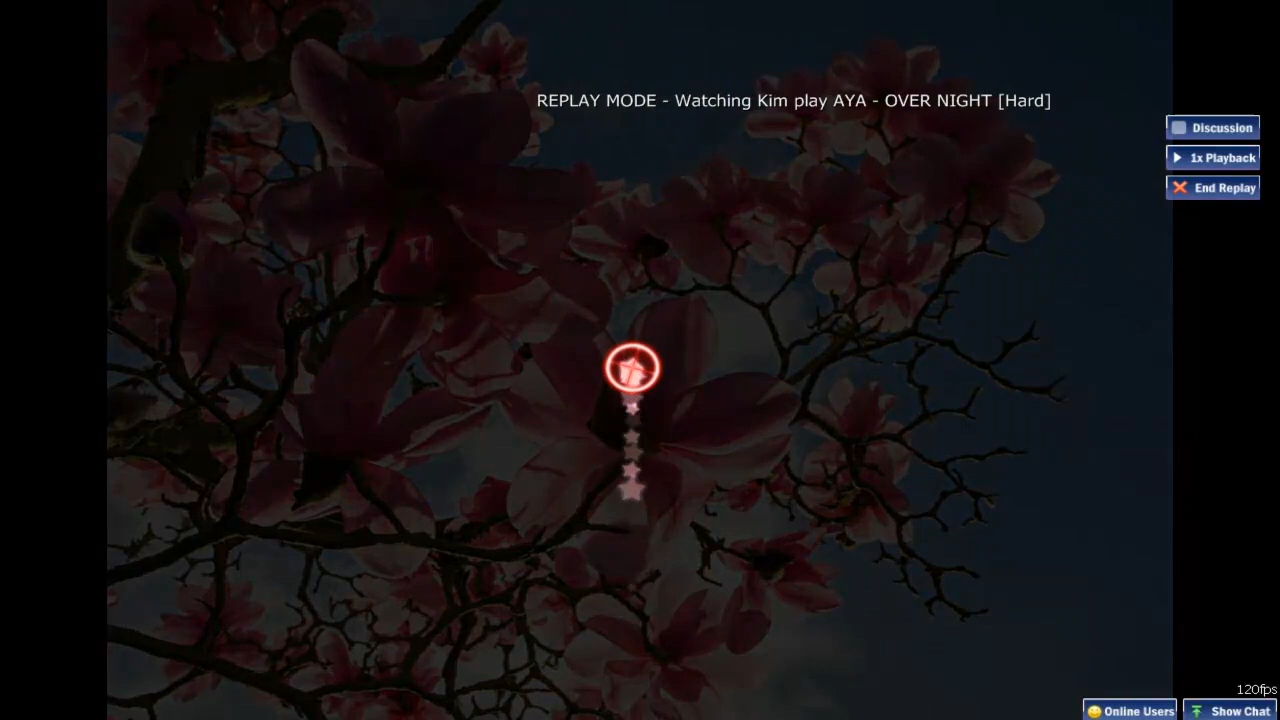 REPLAY MODE - Watching Kim play AYA - OVER NIGHT [Hard]
Discussion
1x Playback
End Replay
120fps
Online Users
Show Chat